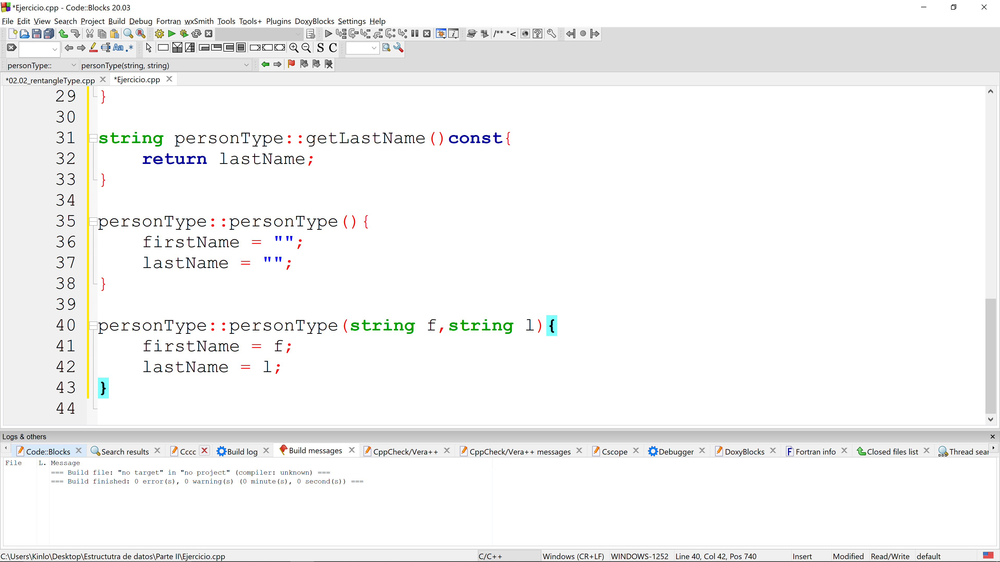 *Ejercicio.cpp - Code::Blocks 20.03
File Edit View Search Project Build Debug Fortran wxSmith Tools Tools+ Plugins DoxyBlocks Settings Help
/** *<
Aa .* S C
personType:: personType(string, string)
*02.02_rentangleType.cpp *Ejercicio.cpp
29 }
30
31 string personType::getLastName()const{
32 return lastName;
33 }
34
35 personType::personType(){
36 firstName = "";
37 lastName = "";
38 }
39
40 personType::personType(string f,string l){
41 firstName = f;
42 lastName = l;
43 }
44
Logs & others
Code::Blocks Search results Cccc Build log Build messages CppCheck/Vera++ CppCheck/Vera++ messages Cscope Debugger DoxyBlocks Fortran info Closed files list Thread sear
File L. Message
=== Build file: "no target" in "no project" (compiler: unknown) ===
=== Build finished: 0 error(s), 0 warning(s) (0 minute(s), 0 second(s)) ===
C:\Users\Kinlo\Desktop\Estructutra de datos\Parte II\Ejercicio.cpp C/C++ Windows (CR+LF) WINDOWS-1252 Line 40, Col 42, Pos 740 Insert Modified Read/Write default